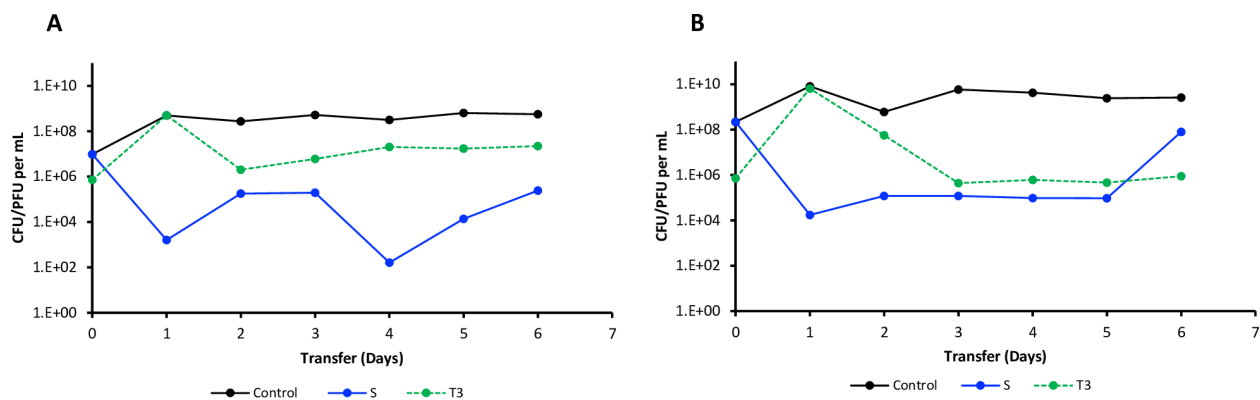 A
CFU/PFU per mL
1.E+10
1.E+08
1.E+06
1.E+04
1.E+02
1.E+00
0 1 2 3 4 5 6 7
Transfer (Days)
Control S T3
B
CFU/PFU per mL
1.E+10
1.E+08
1.E+06
1.E+04
1.E+02
1.E+00
0 1 2 3 4 5 6 7
Transfer (Days)
Control S T3